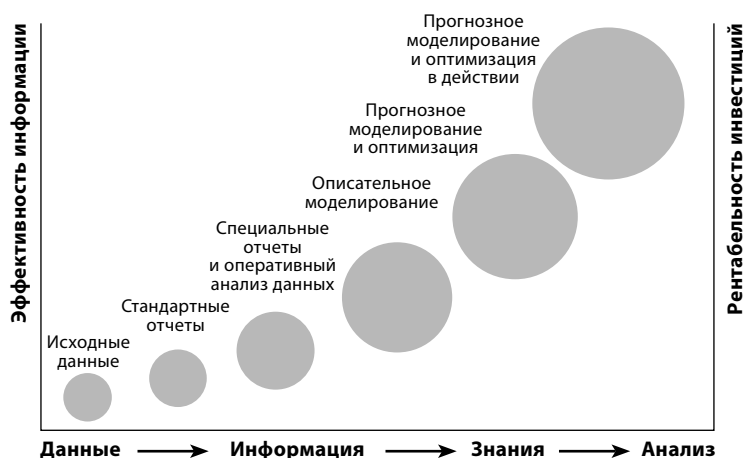 Прогнозное
моделирование
и оптимизация
в действии
Прогнозное
моделирование
и оптимизация
Описательное
моделирование
Специальные
отчеты
и оперативный
анализ данных
Стандартные
отчеты
Исходные
данные
Эффективность информации
Рентабельность инвестиций
Данные → Информация → Знания → Анализ